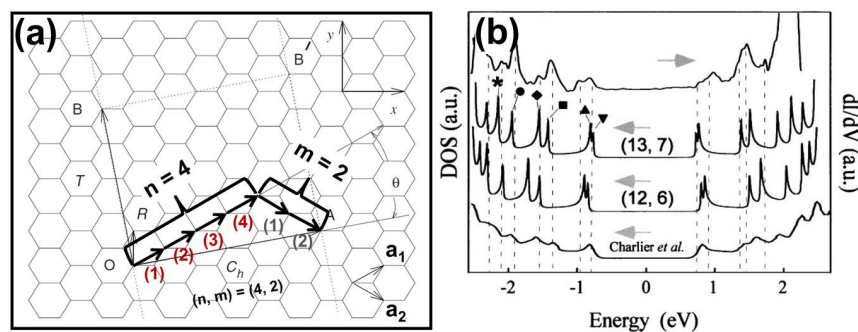 (a)
B'
y
x
B
n = 4
m = 2
T
θ
R
(4)
(3)
(1)
A
(2)
(2)
O
(1)
C_h
(n, m) = (4, 2)
a₁
a₂
(b)
DOS (a.u.)
dI/dV (a.u.)
(13, 7)
(12, 6)
Charlier et al.
-2 -1 0 1 2
Energy (eV)